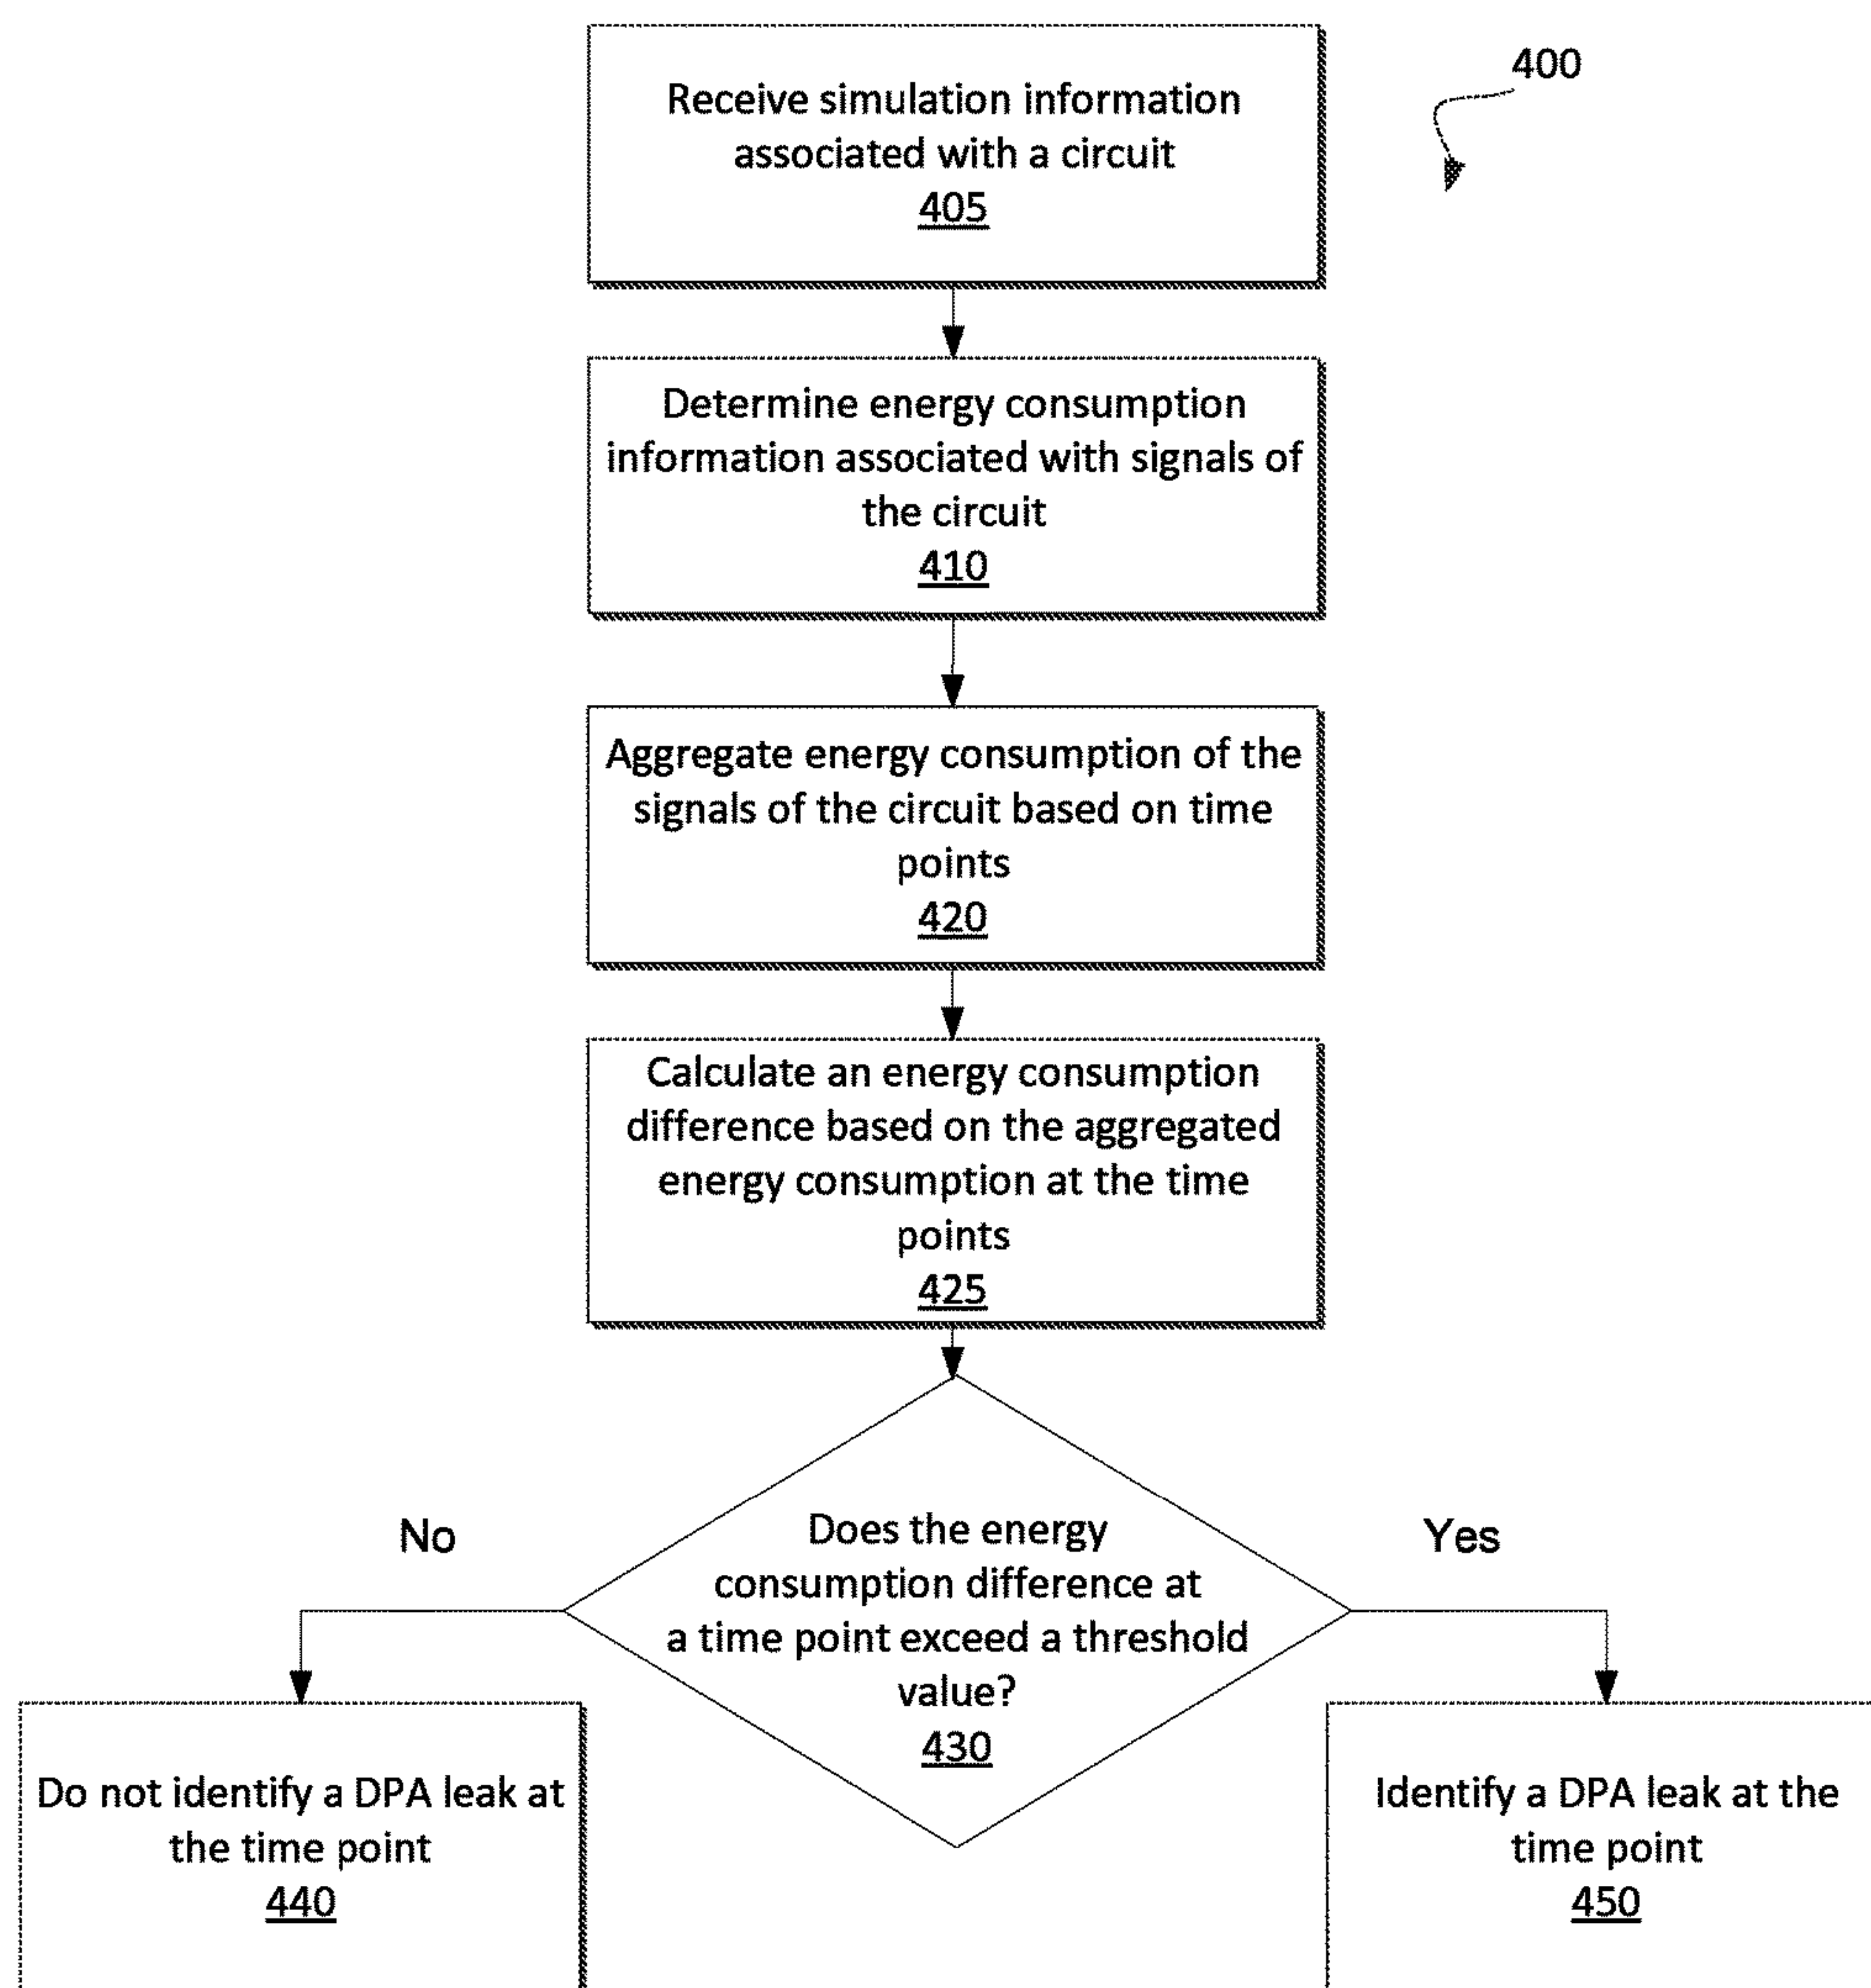 400
Receive simulation information
associated with a circuit
405
Determine energy consumption
information associated with signals of
the circuit
410
Aggregate energy consumption of the
signals of the circuit based on time
points
420
Calculate an energy consumption
difference based on the aggregated
energy consumption at the time
points
425
Does the energy
consumption difference at
a time point exceed a threshold
value?
430
No
Yes
Do not identify a DPA leak at
the time point
440
Identify a DPA leak at the
time point
450